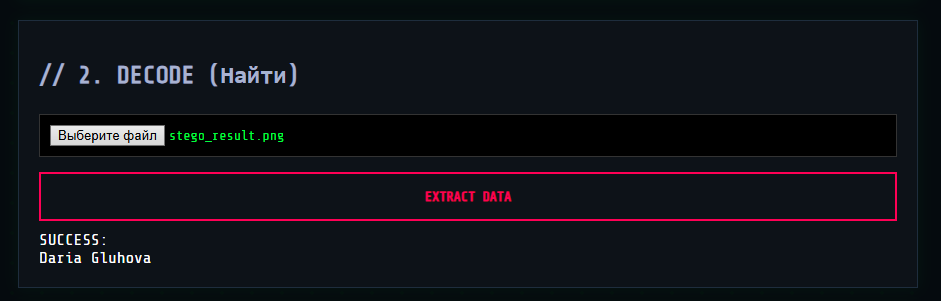 // 2. DECODE (Найти)
Выберите файл stego_result.png
EXTRACT DATA
SUCCESS:
Daria Gluhova